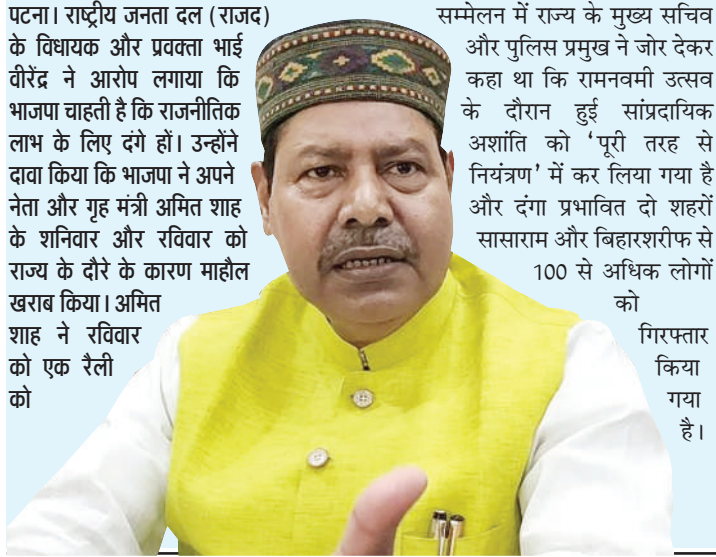 पटना। राष्ट्रीय जनता दल (राजद)
के विधायक और प्रवक्ता भाई
वीरेंद्र ने आरोप लगाया कि
भाजपा चाहती है कि राजनीतिक
लाभ के लिए दंगे हों। उन्होंने
दावा किया कि भाजपा ने अपने
नेता और गृह मंत्री अमित शाह
के शनिवार और रविवार को
राज्य के दौरे के कारण माहौल
खराब किया। अमित
शाह ने रविवार
को एक रैली
को
सम्मेलन में राज्य के मुख्य सचिव
और पुलिस प्रमुख ने जोर देकर
कहा था कि रामनवमी उत्सव
के दौरान हुई सांप्रदायिक
अशांति को ‘पूरी तरह से
नियंत्रण’ में कर लिया गया है
और दंगा प्रभावित दो शहरों
सासाराम और बिहारशरीफ से
100 से अधिक लोगों
को
गिरफ्तार
किया
गया
है।